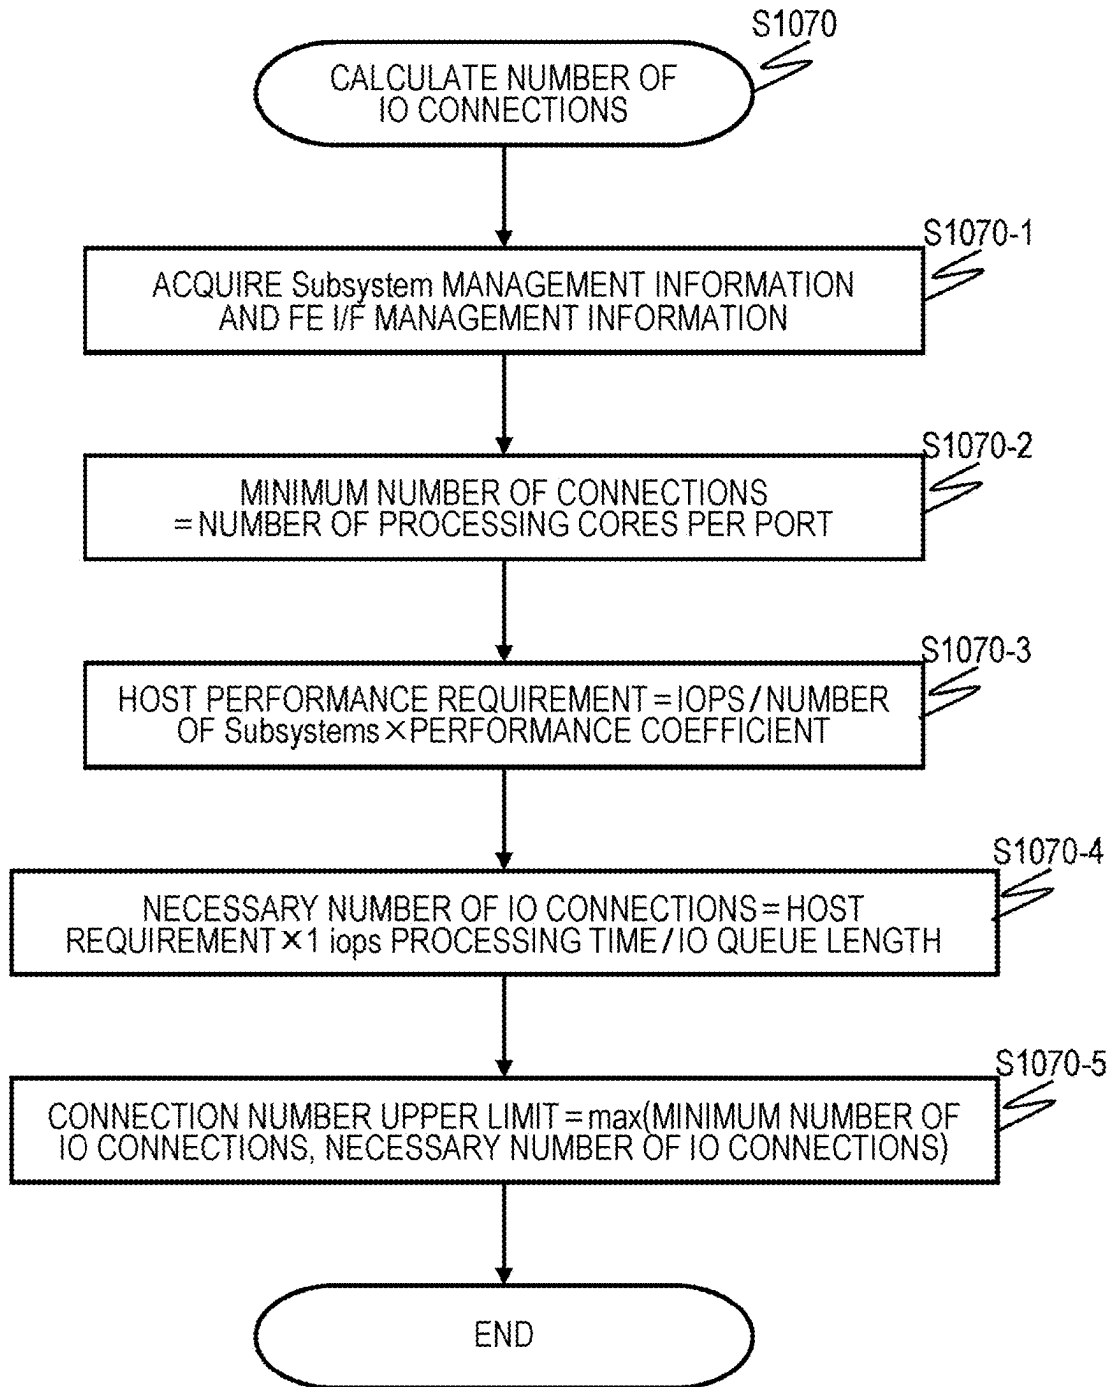 S1070
CALCULATE NUMBER OF
IO CONNECTIONS
S1070-1
ACQUIRE Subsystem MANAGEMENT INFORMATION
AND FE I/F MANAGEMENT INFORMATION
S1070-2
MINIMUM NUMBER OF CONNECTIONS
=NUMBER OF PROCESSING CORES PER PORT
S1070-3
HOST PERFORMANCE REQUIREMENT=IOPS/NUMBER
OF Subsystems×PERFORMANCE COEFFICIENT
S1070-4
NECESSARY NUMBER OF IO CONNECTIONS=HOST
REQUIREMENT×1 iops PROCESSING TIME/IO QUEUE LENGTH
S1070-5
CONNECTION NUMBER UPPER LIMIT=max(MINIMUM NUMBER OF
IO CONNECTIONS, NECESSARY NUMBER OF IO CONNECTIONS)
END